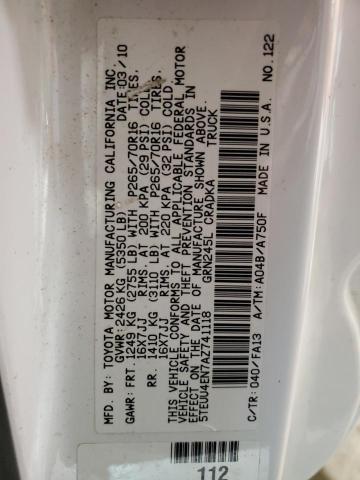 MFD. BY: TOYOTA MOTOR MANUFACTURING CALIFORNIA INC.
DATE: 03/10
GVWR: 2426 KG (5350 LB)
GAWR: FRT. 1249 KG (2755 LB) WITH P265/70R16 TIRES,
16X7JJ RIMS, AT 200 KPA (29 PSI) COLD.
RR. 1410 KG (3110 LB) WITH P265/70R16 TIRES,
16X7JJ RIMS, AT 220 KPA (32 PSI) COLD.
THIS VEHICLE CONFORMS TO ALL APPLICABLE FEDERAL MOTOR
VEHICLE SAFETY AND THEFT PREVENTION STANDARDS IN
EFFECT ON THE DATE OF MANUFACTURE SHOWN ABOVE.
5TEUU4EN7AZ741118 TRUCK
GRN245L CRADKA
C/TR: 040/FA13 A/TM: A04B/A750F
MADE IN U.S.A. NO.122
112